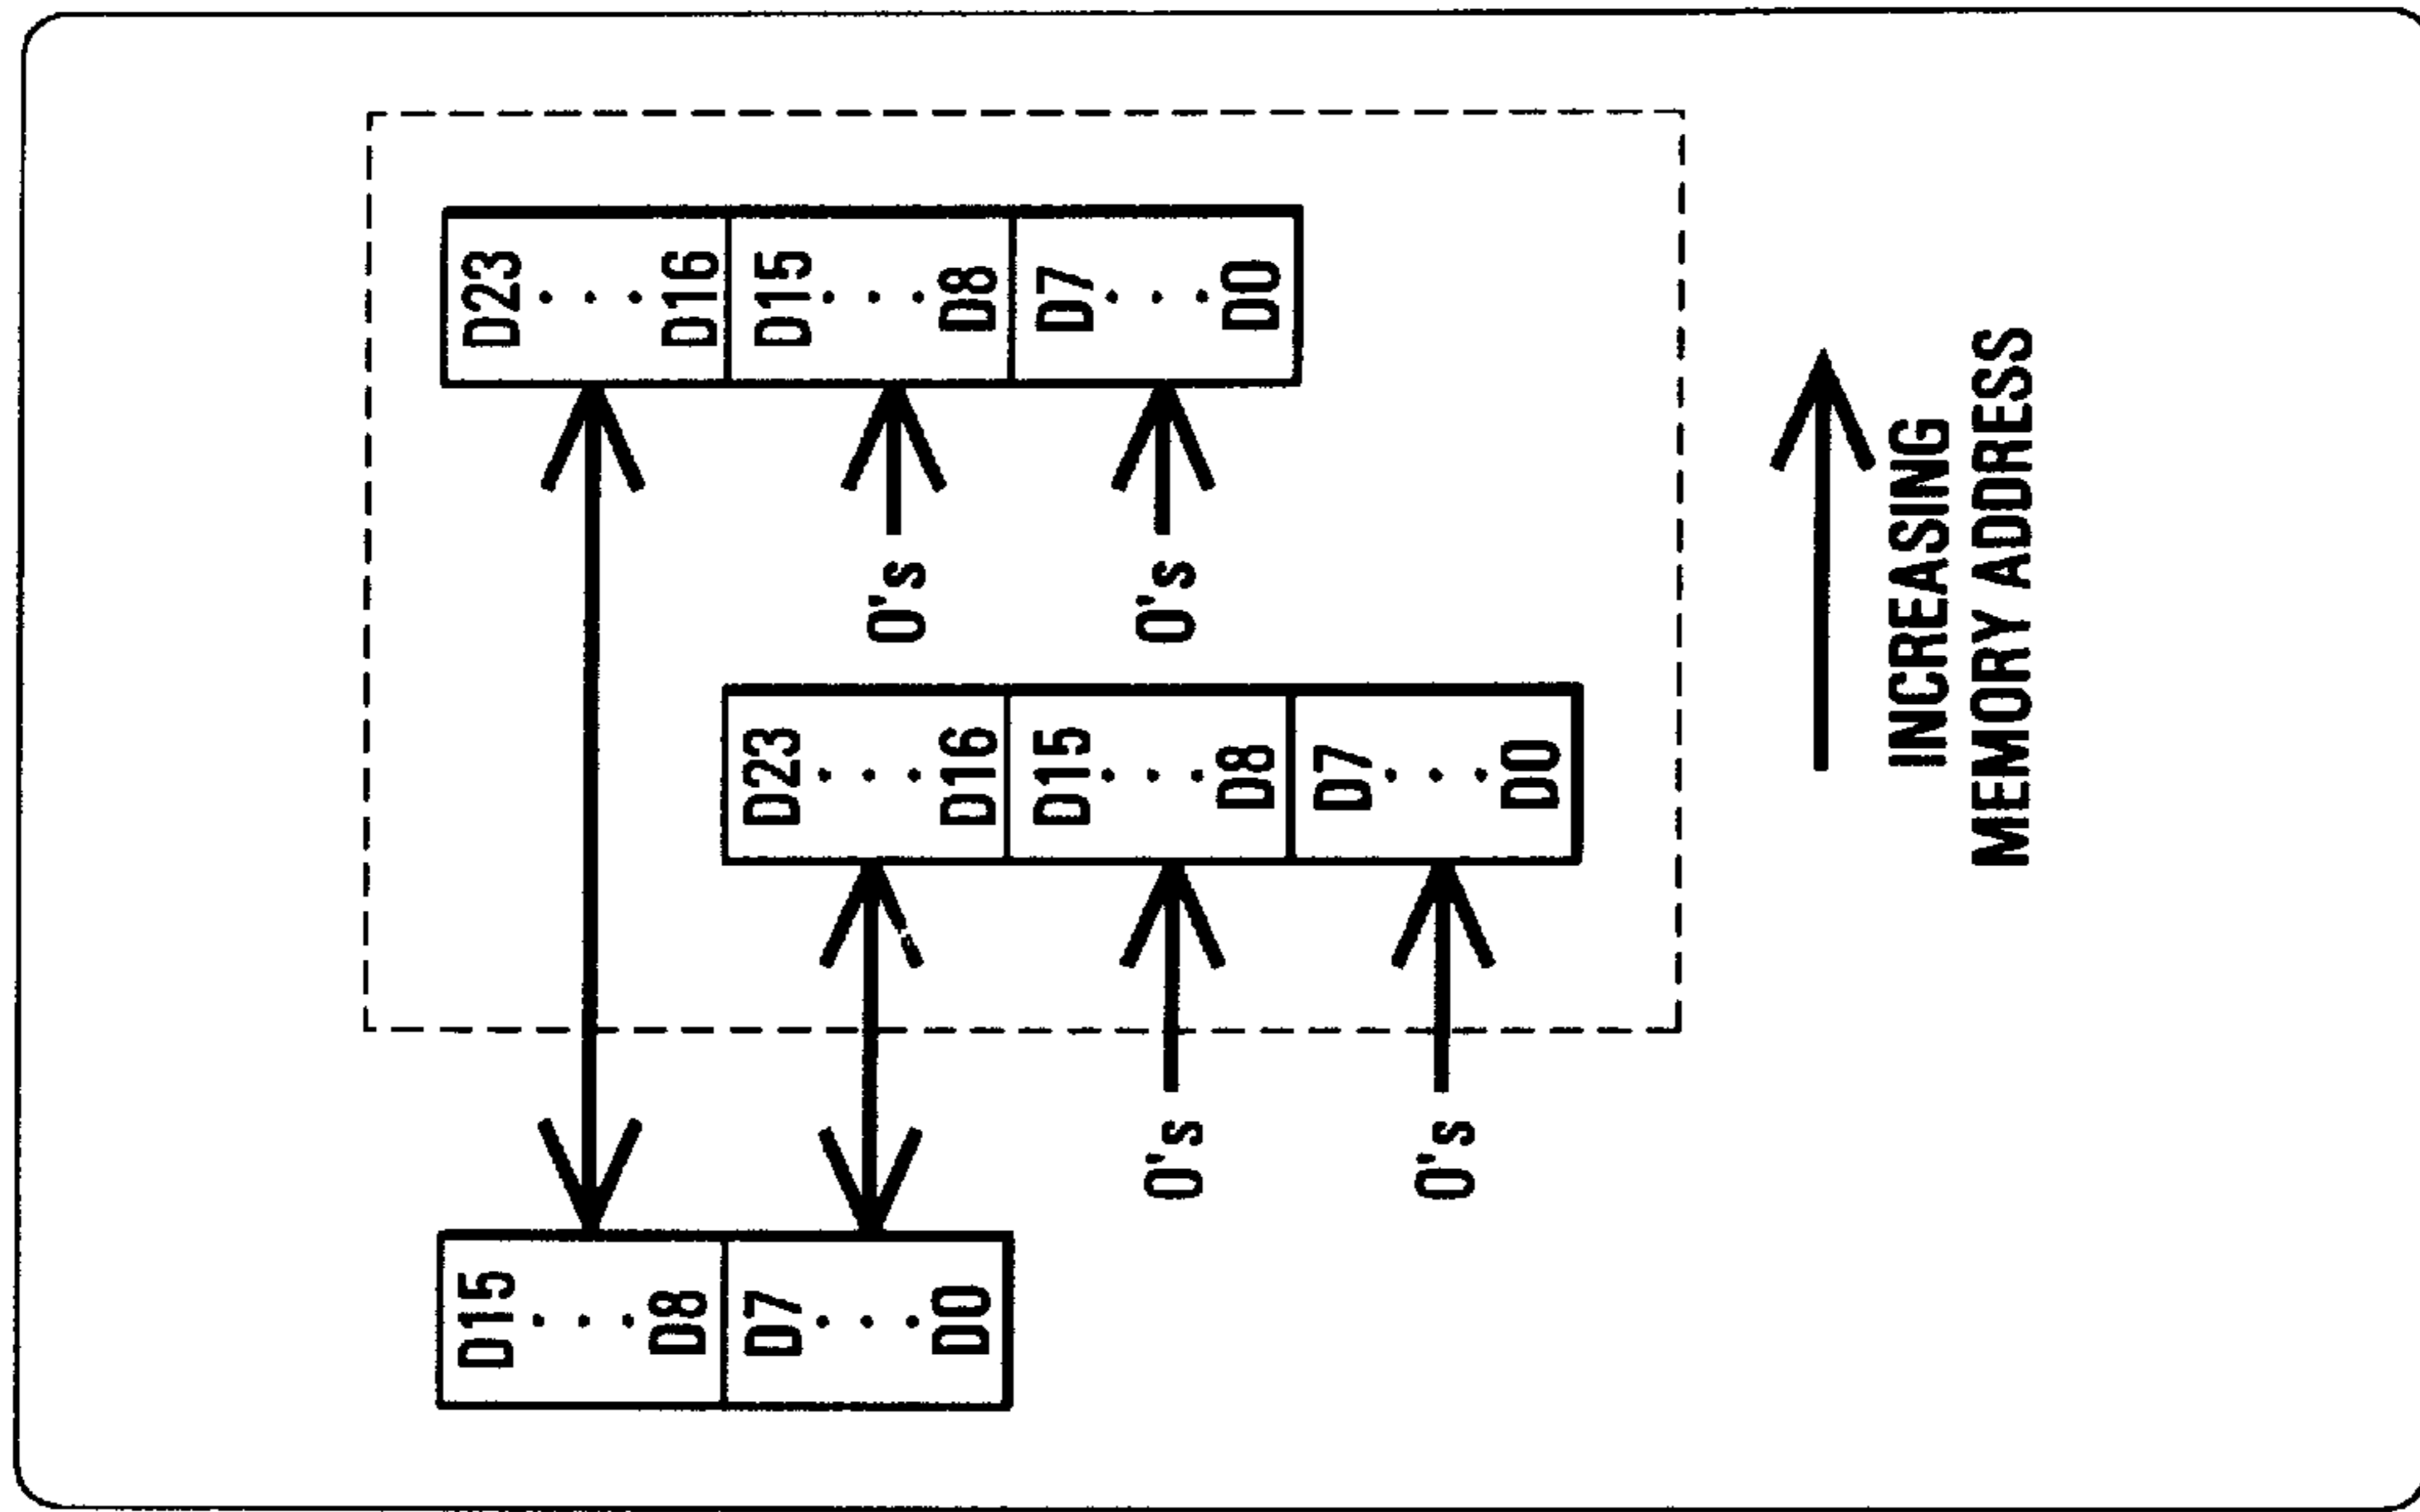 D15
⋮
D8
D7
⋮
D0
0's
0's
D23
⋮
D16
D15
⋮
D8
D7
⋮
D0
0's
0's
D23
⋮
D16
D15
⋮
D8
D7
⋮
D0
INCREASING
MEMORY ADDRESS